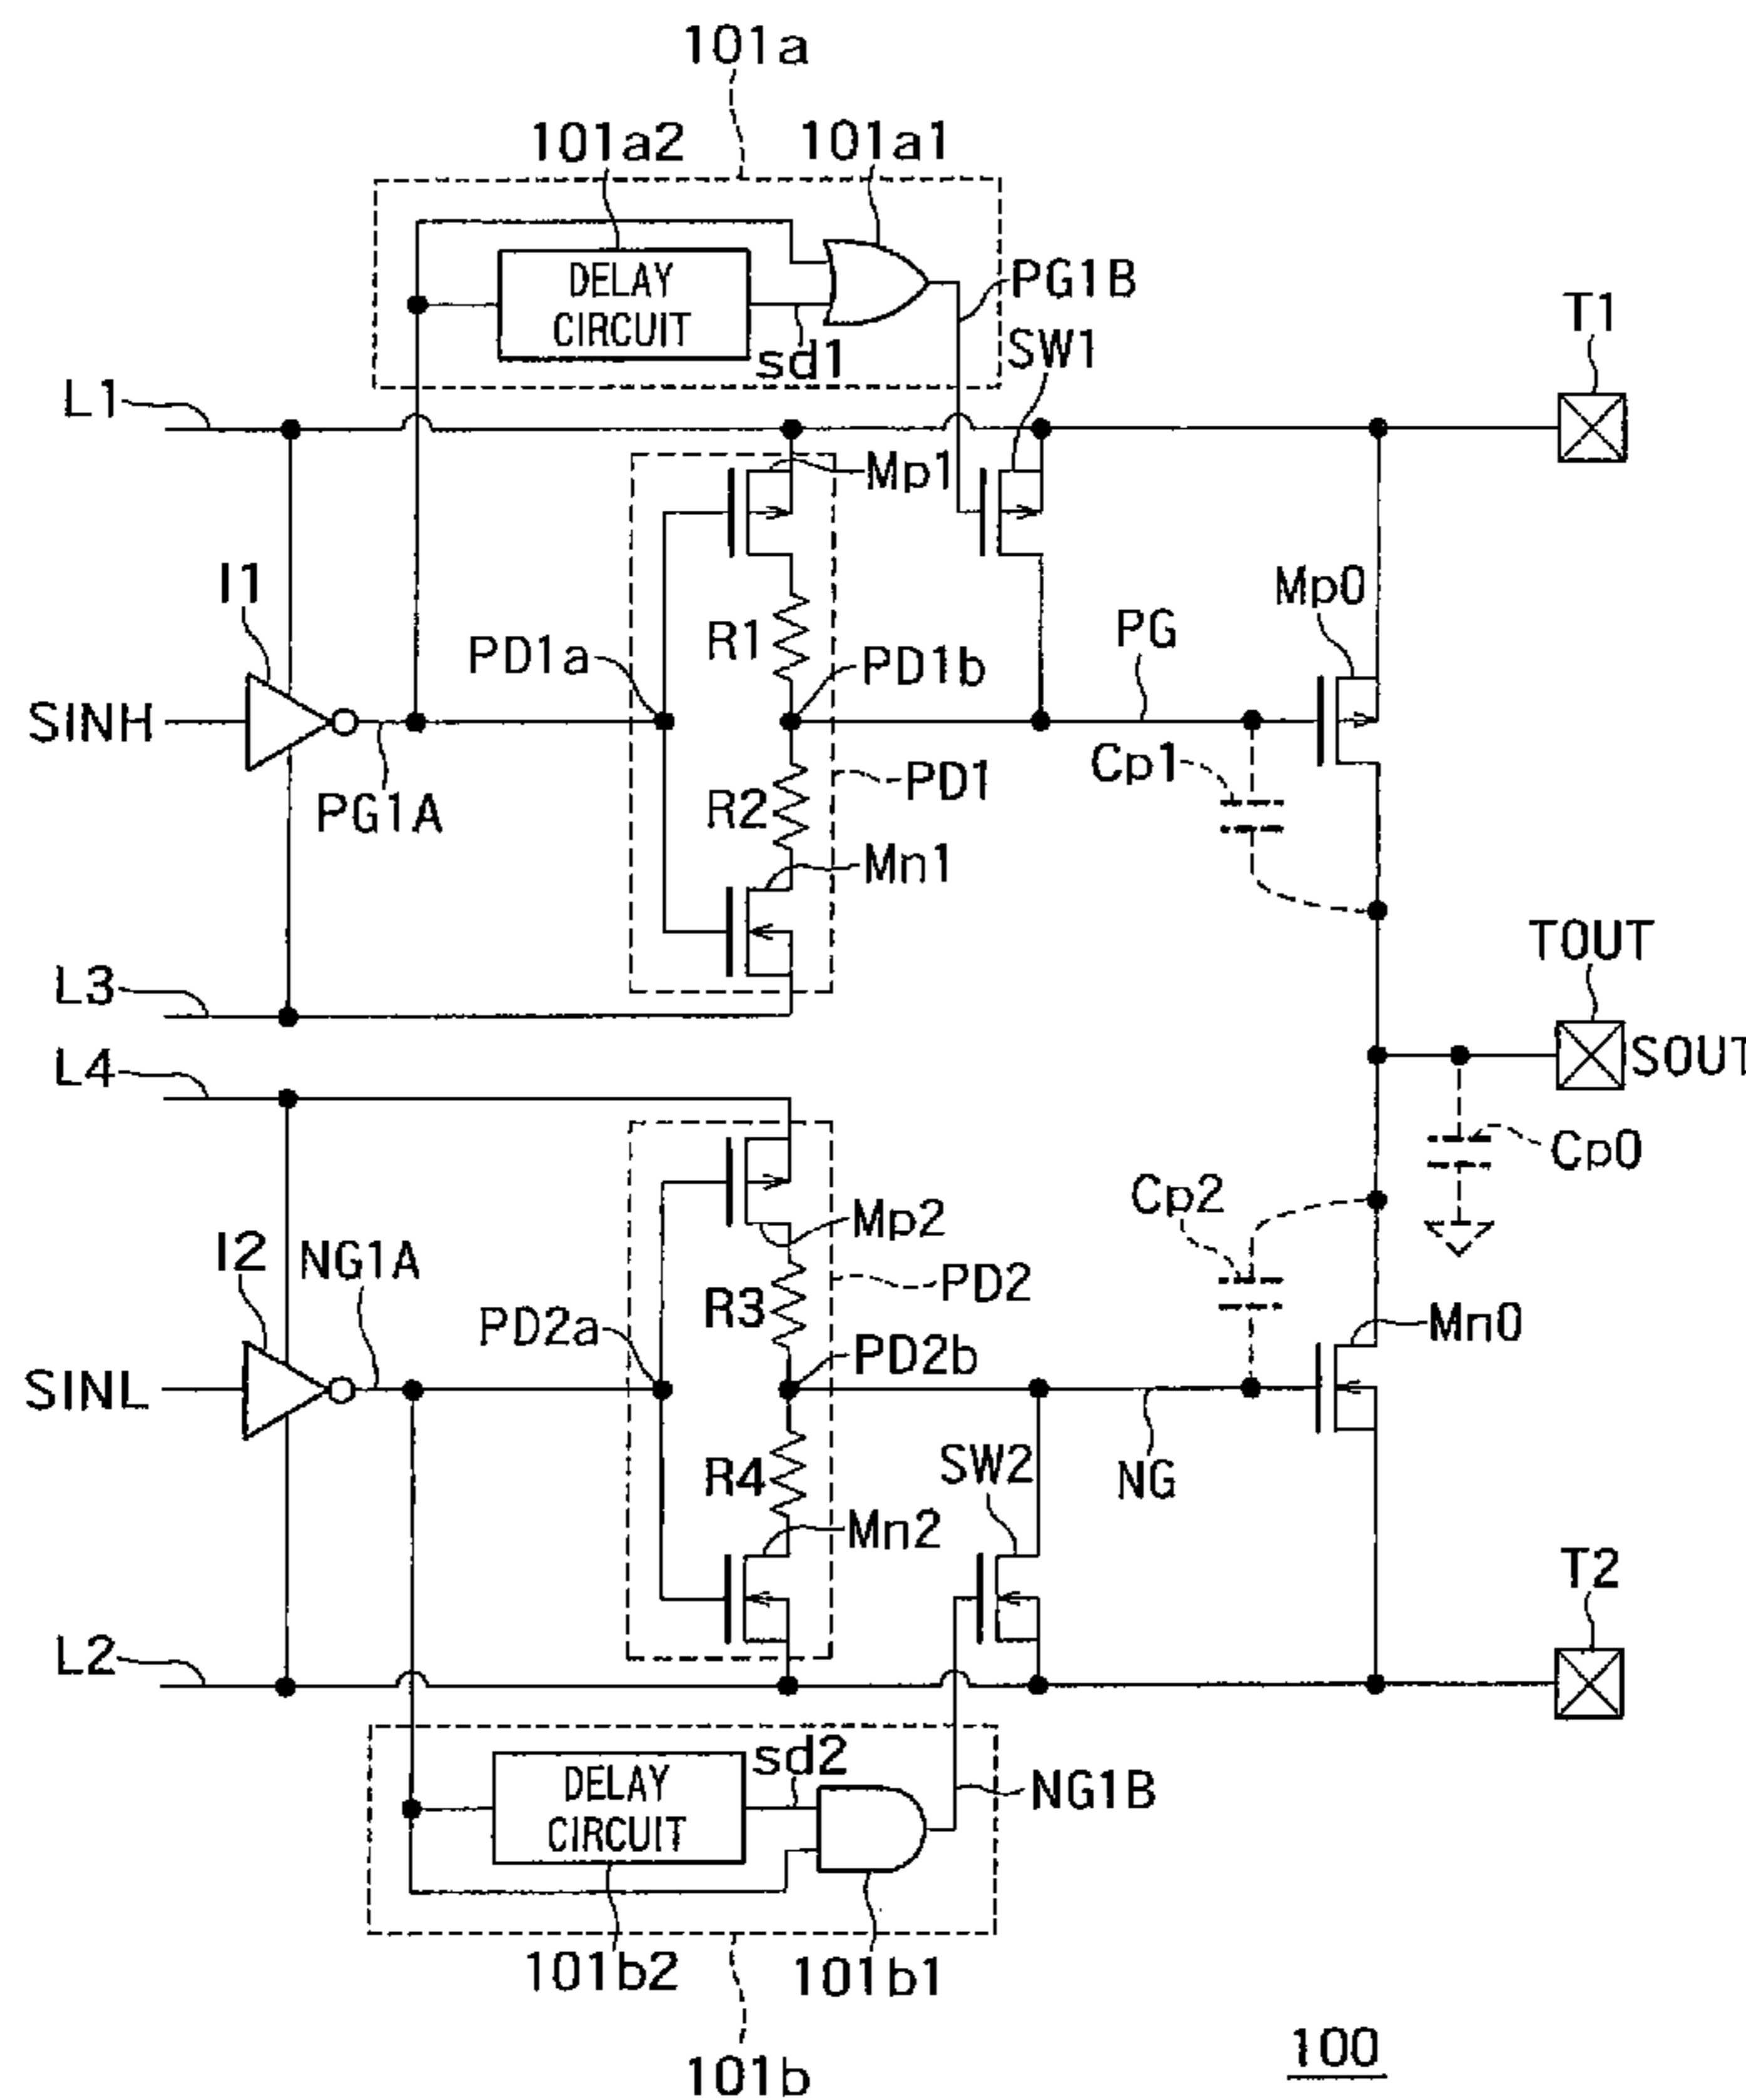 101a
101a2
101a1
DELAY
CIRCUIT
sd1
PG1B
SW1
T1
L1
Mp1
I1
R1
PG
Mp0
PD1a
PD1b
SINH
Cp1
PG1A
R2
PD1
Mn1
TOUT
L3
SOUT
L4
Cp0
Mp2
Cp2
I2
NG1A
PD2
R3
Mn0
PD2a
PD2b
SINL
SW2
R4
NG
Mn2
T2
L2
sd2
DELAY
CIRCUIT
NG1B
101b2
101b1
100
101b